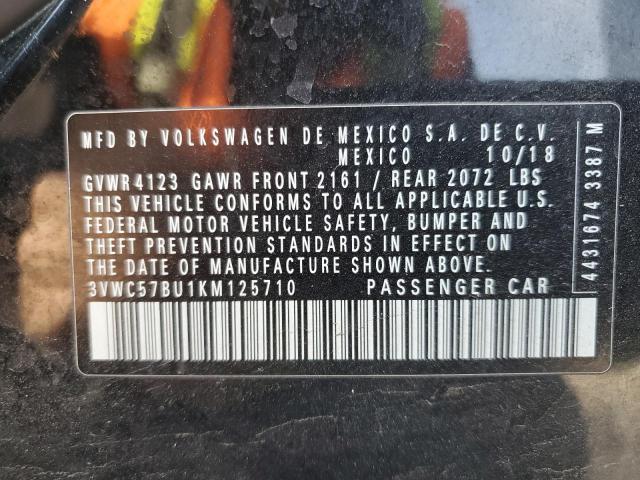 MFD BY VOLKSWAGEN DE MEXICO S.A. DE C.V.
MEXICO 10/18
GVWR4123 GAWR FRONT 2161 / REAR 2072 LBS
THIS VEHICLE CONFORMS TO ALL APPLICABLE U.S.
FEDERAL MOTOR VEHICLE SAFETY, BUMPER AND
THEFT PREVENTION STANDARDS IN EFFECT ON
THE DATE OF MANUFACTURE SHOWN ABOVE.
3VWC57BU1KM125710 PASSENGER CAR
4431674 3387 M